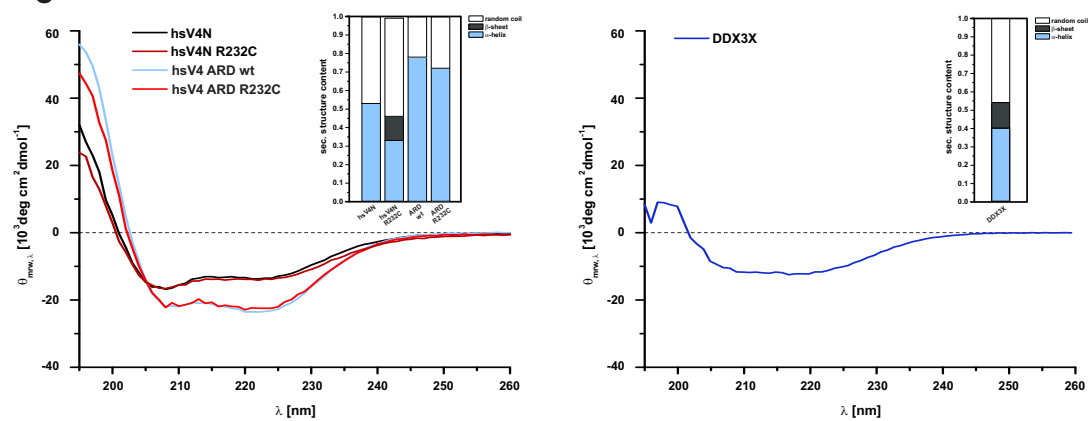 hsV4N
hsV4N R232C
hsV4 ARD wt
hsV4 ARD R232C
60
40
20
0
-20
-40
θmrw, λ [10³deg cm²dmol⁻¹]
200
210
220
230
240
250
260
λ [nm]
random coil
β-sheet
α-helix
sec. structure content
1.0
0.9
0.8
0.7
0.6
0.5
0.4
0.3
0.2
0.1
0.0
hsV4N
hsV4N
R232C
ARD
wt
ARD
R232C
DDX3X
60
40
20
0
-20
-40
θmrw, λ [10³deg cm²dmol⁻¹]
200
210
220
230
240
250
260
λ [nm]
random coil
β-sheet
α-helix
sec. structure content
1.0
0.9
0.8
0.7
0.6
0.5
0.4
0.3
0.2
0.1
0.0
DDX3X